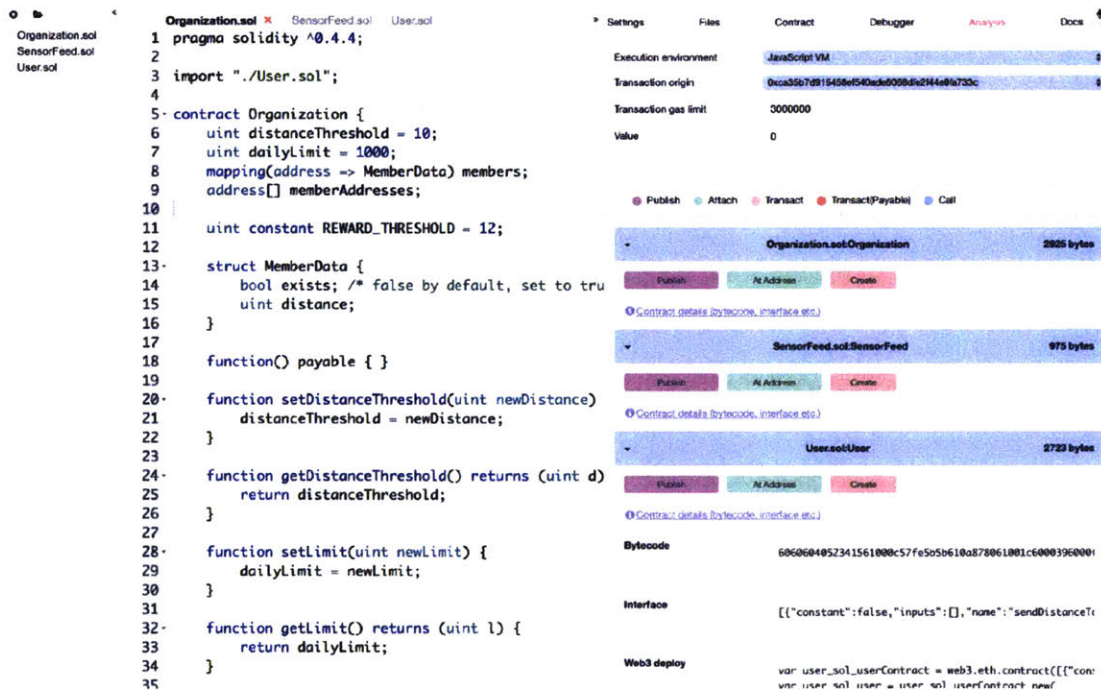 Organization.sol
SensorFeed.sol
User.sol
Organization.sol × SensorFeed.sol User.sol
1 pragma solidity ^0.4.4;
2
3 import "./User.sol";
4
5 contract Organization {
6 uint distanceThreshold = 10;
7 uint dailyLimit = 1000;
8 mapping(address => MemberData) members;
9 address[] memberAddresses;
10
11 uint constant REWARD_THRESHOLD = 12;
12
13 struct MemberData {
14 bool exists; /* false by default, set to tru
15 uint distance;
16 }
17
18 function() payable { }
19
20 function setDistanceThreshold(uint newDistance)
21 distanceThreshold = newDistance;
22 }
23
24 function getDistanceThreshold() returns (uint d)
25 return distanceThreshold;
26 }
27
28 function setLimit(uint newLimit) {
29 dailyLimit = newLimit;
30 }
31
32 function getLimit() returns (uint l) {
33 return dailyLimit;
34 }
35
Settings Files Contract Debugger Analysis Docs
Execution environment JavaScript VM
Transaction origin
Transaction gas limit 3000000
Value 0
Publish Attach Transact Transact(Payable) Call
Organization.sol:Organization 2925 bytes
Publish At Address Create
Contract details (bytecode, interface etc.)
SensorFeed.sol:SensorFeed 975 bytes
Publish At Address Create
Contract details (bytecode, interface etc.)
User.sol:User 2723 bytes
Publish At Address Create
Contract details (bytecode, interface etc.)
Bytecode
Interface [{"constant":false,"inputs":[],"name":"sendDistanceTo
Web3 deploy var user_sol_userContract = web3.eth.contract([{"con
var user_sol_user = user_sol_userContract.new(